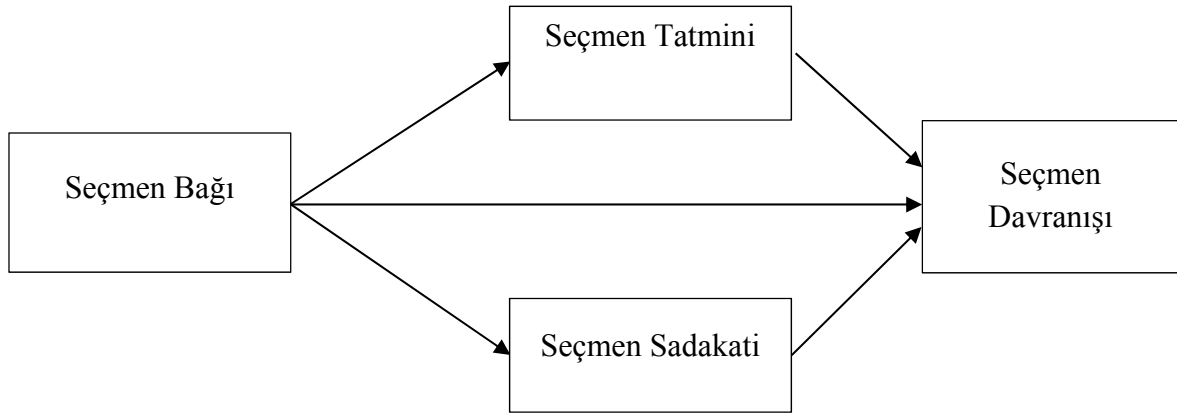 Seçmen Tatmini
Seçmen Bağı
Seçmen
Davranışı
Seçmen Sadakati